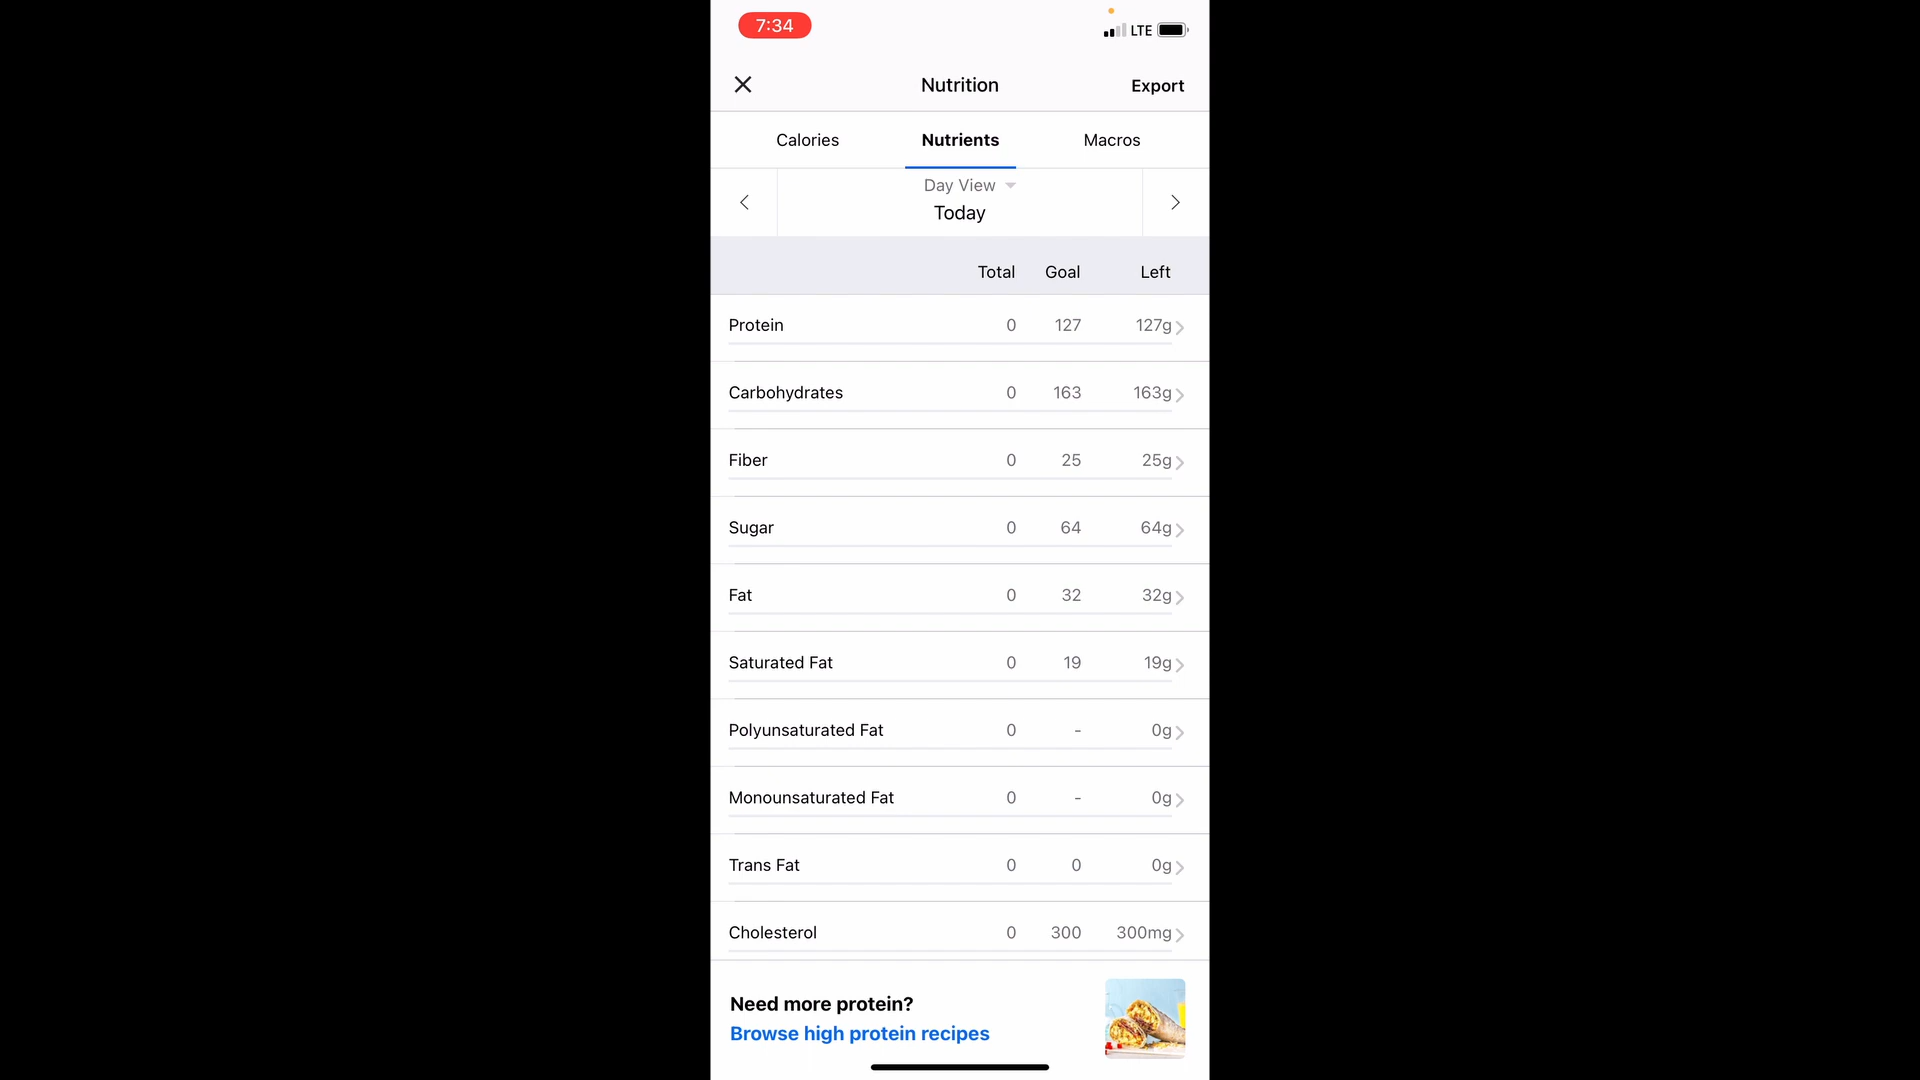 7:34 LTE
Nutrition Export
Calories Nutrients Macros
Day View
Today
Total Goal Left
Protein 0 127 127g
Carbohydrates 0 163 163g
Fiber 0 25 25g
Sugar 0 64 64g
Fat 0 32 32g
Saturated Fat 0 19 19g
Polyunsaturated Fat 0 - 0g
Monounsaturated Fat 0 - 0g
Trans Fat 0 0 0g
Cholesterol 0 300 300mg
Need more protein?
Browse high protein recipes